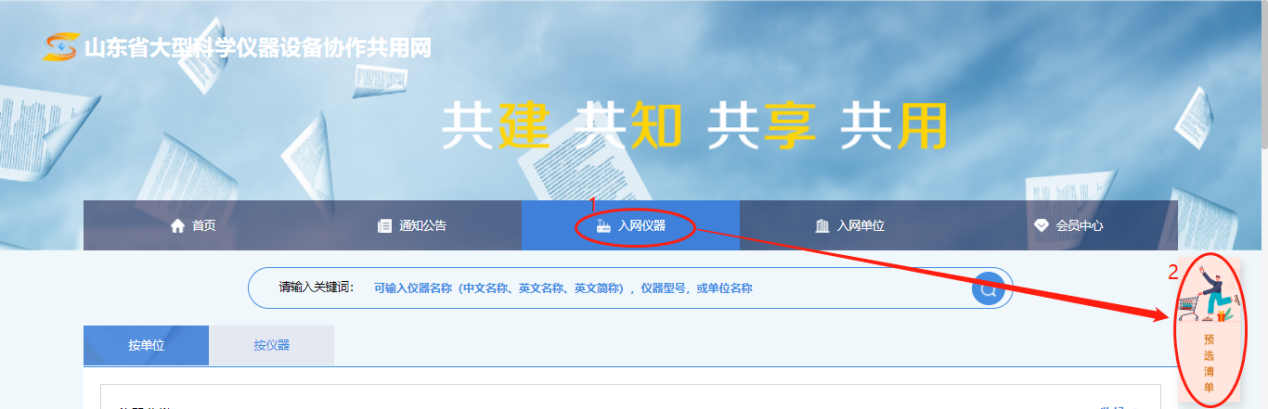 山东省大型科学仪器设备协作共用网
共建 共知 共享 共用
1
首页 通知公告 入网仪器 入网单位 会员中心
2
请输入关键词： 可输入仪器名称（中文名称、英文名称、英文简称），仪器型号，或单位名称
预
选
清
单
按单位 按仪器